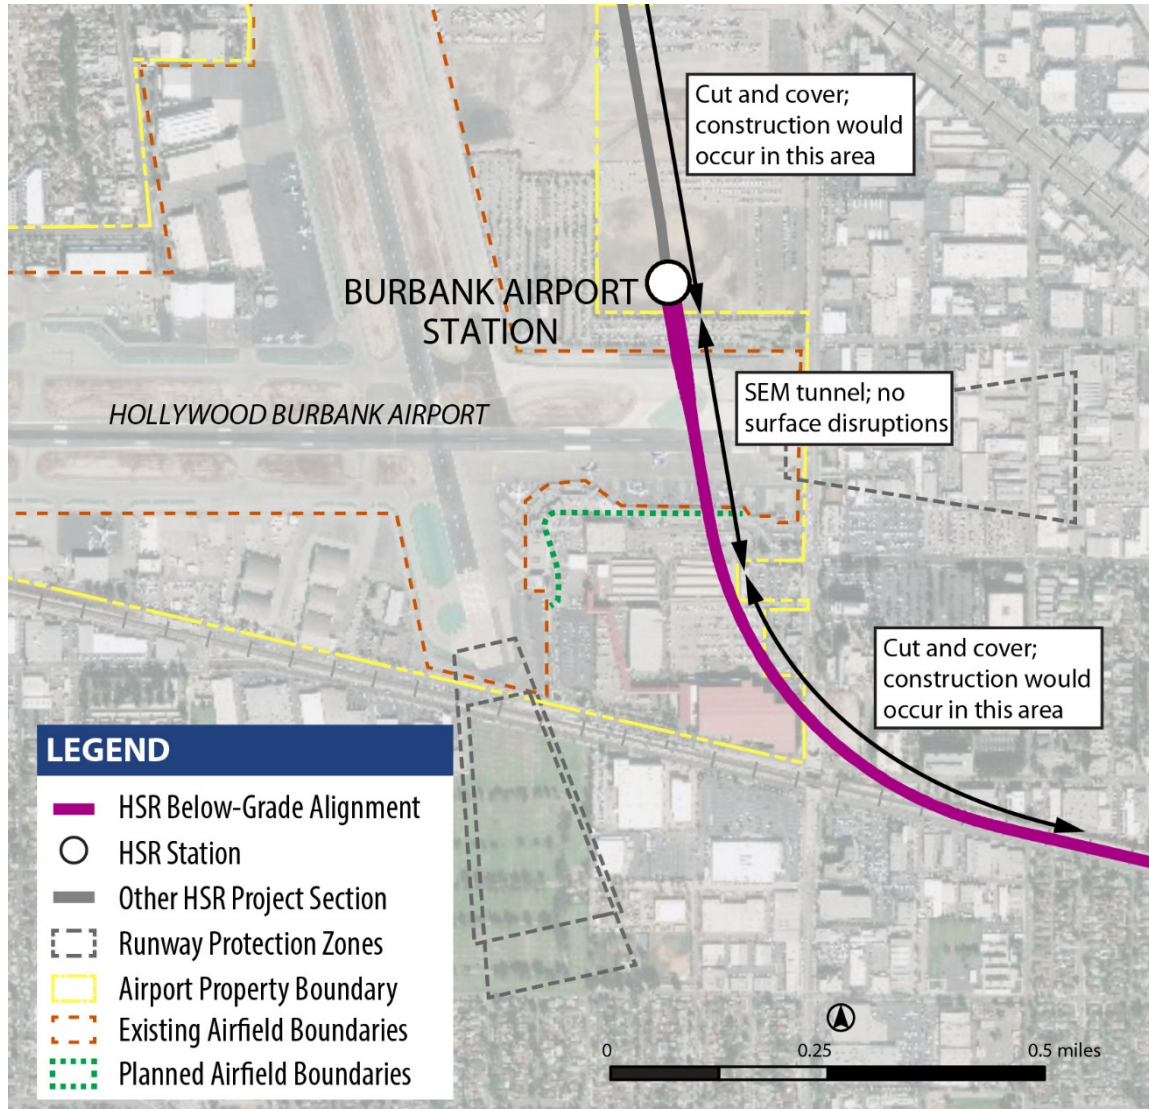 Cut and cover;
construction would
occur in this area
BURBANK AIRPORT
STATION
SEM tunnel; no
surface disruptions
HOLLYWOOD BURBANK AIRPORT
Cut and cover;
construction would
occur in this area
LEGEND
HSR Below-Grade Alignment
HSR Station
Other HSR Project Section
Runway Protection Zones
Airport Property Boundary
Existing Airfield Boundaries
Planned Airfield Boundaries
0 0.25 0.5 miles